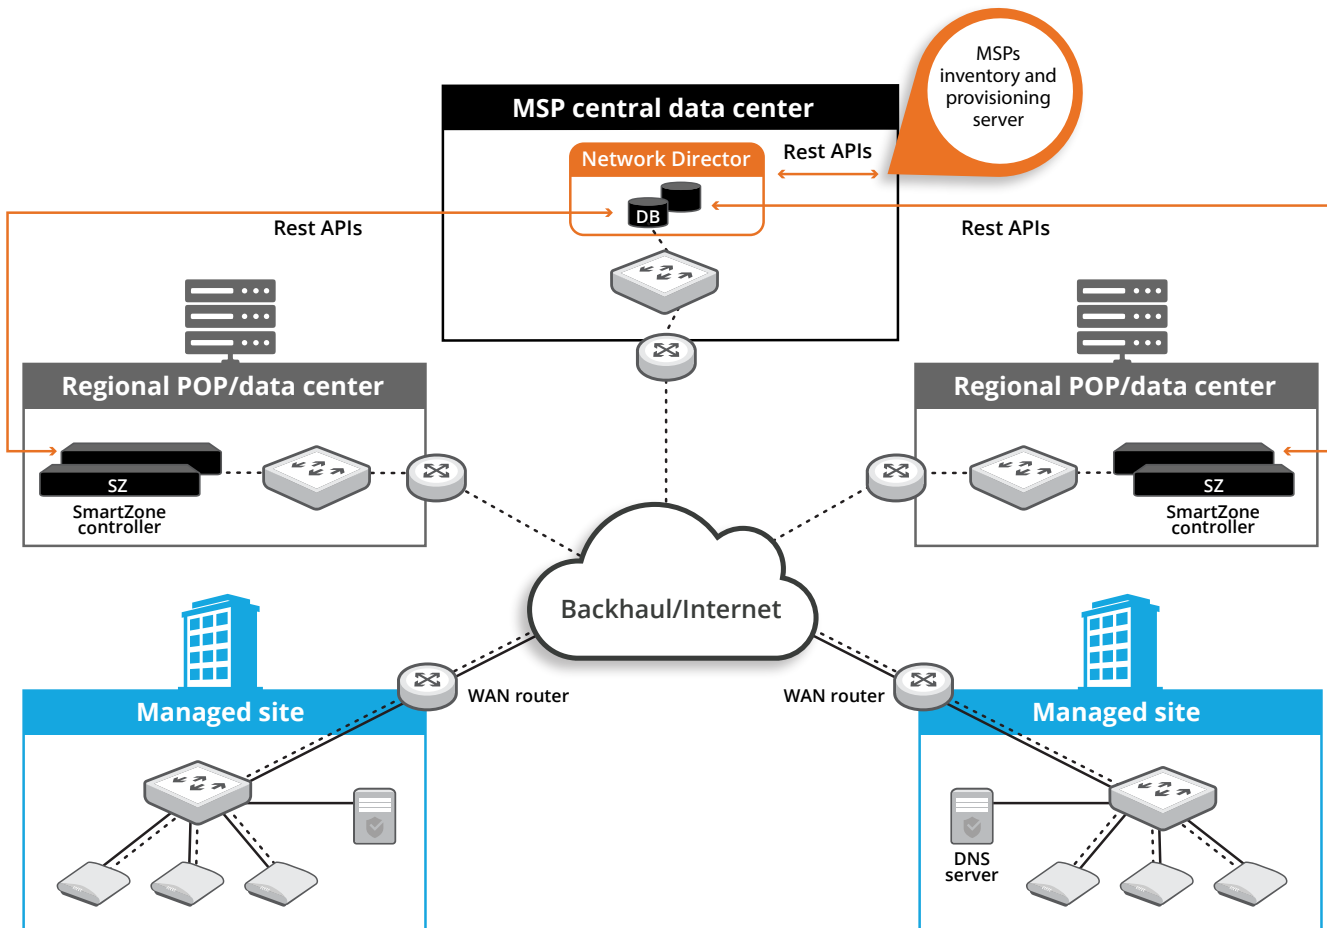 MSPs
inventory and
provisioning
server
MSP central data center
Network Director
Rest APIs
DB
Rest APIs
Rest APIs
Regional POP/data center
Regional POP/data center
SZ
SmartZone
controller
SZ
SmartZone
controller
Backhaul/Internet
WAN router
WAN router
Managed site
Managed site
DNS
server